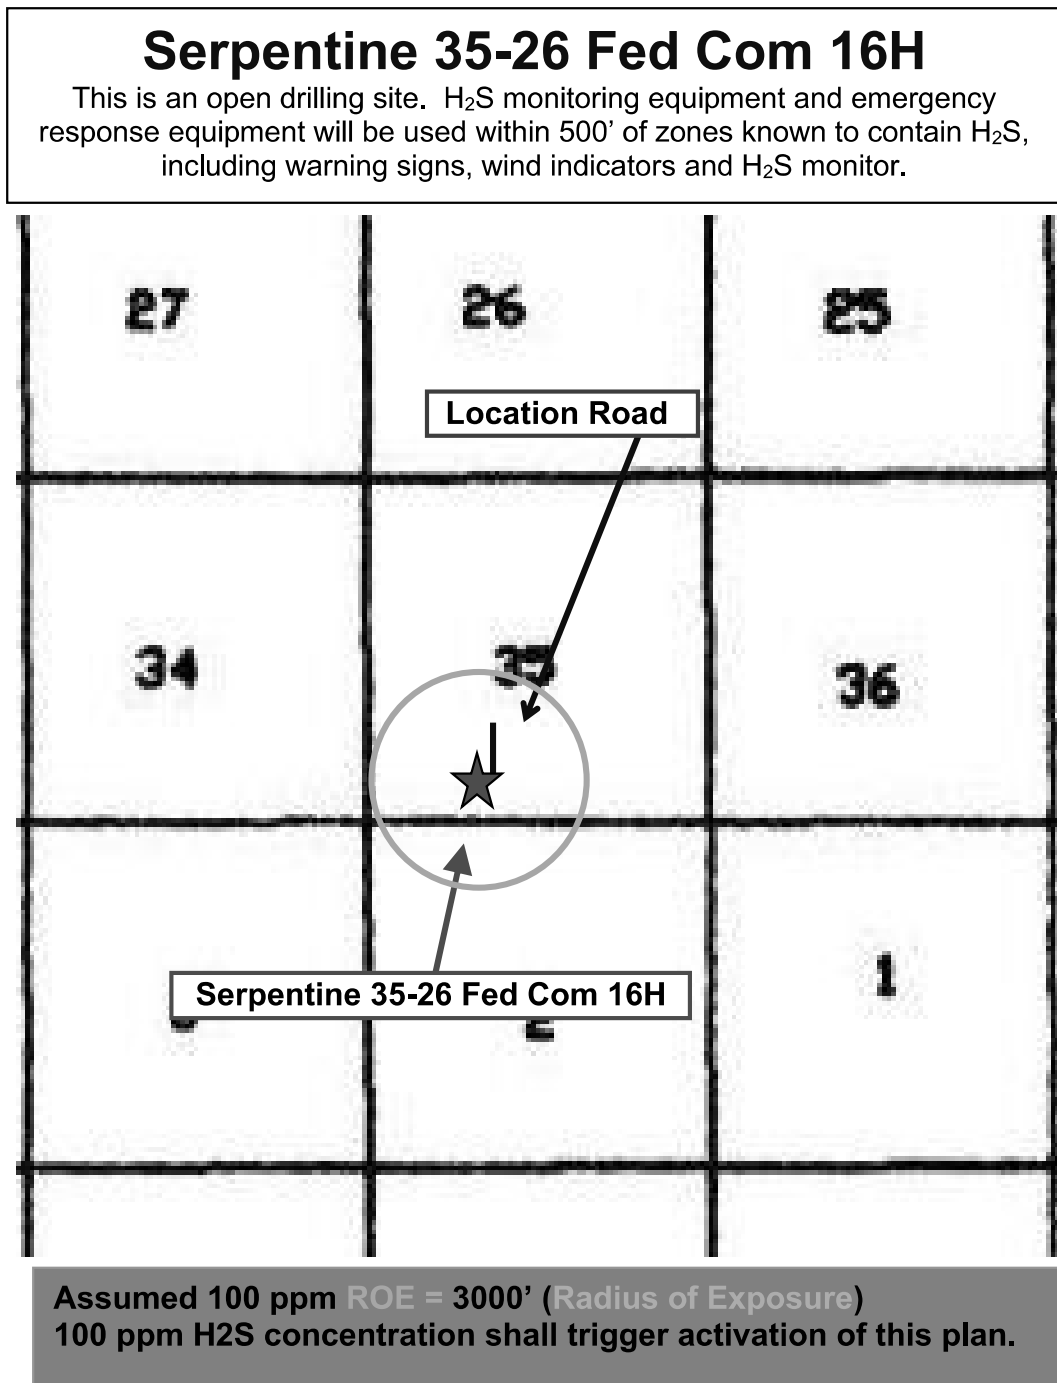 Serpentine 35-26 Fed Com 16H
This is an open drilling site. H₂S monitoring equipment and emergency
response equipment will be used within 500’ of zones known to contain H₂S,
including warning signs, wind indicators and H₂S monitor.
27 26 25
Location Road
34 35 36
Serpentine 35-26 Fed Com 16H
1
2
Assumed 100 ppm ROE = 3000’ (Radius of Exposure)
100 ppm H2S concentration shall trigger activation of this plan.